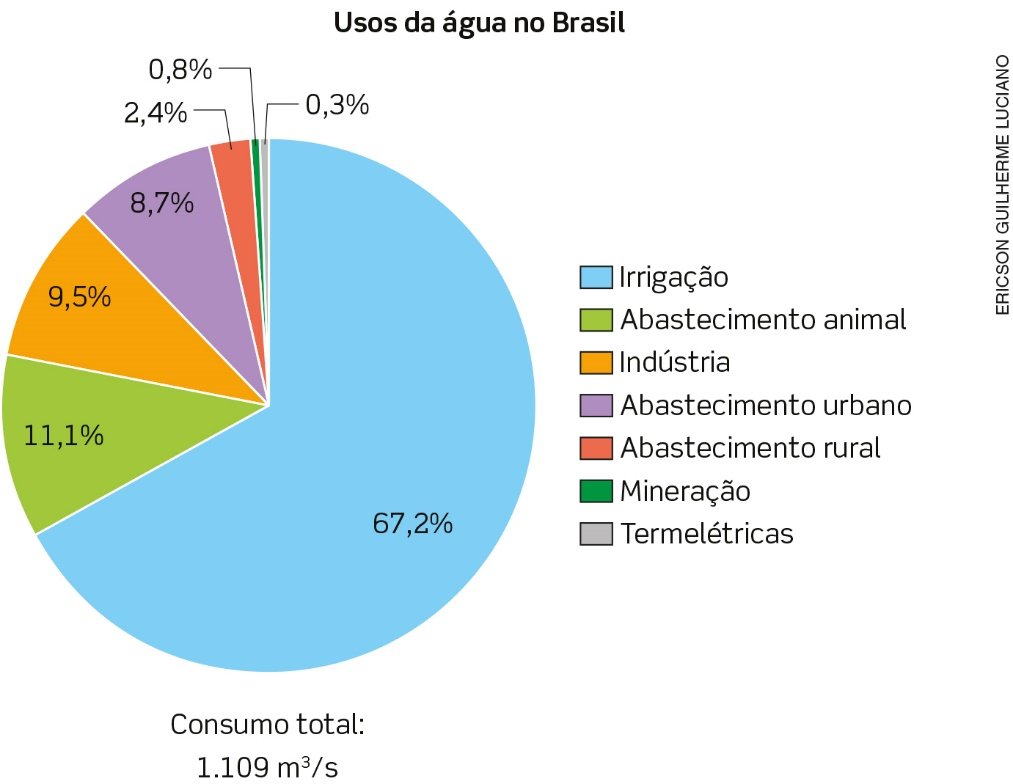 Usos da água no Brasil
0,8%
0,3%
2,4%
8,7%
9,5%
11,1%
67,2%
Irrigação
Abastecimento animal
Indústria
Abastecimento urbano
Abastecimento rural
Mineração
Termelétricas
Consumo total:
1.109 m³/s
ERICSON GUILHERME LUCIANO